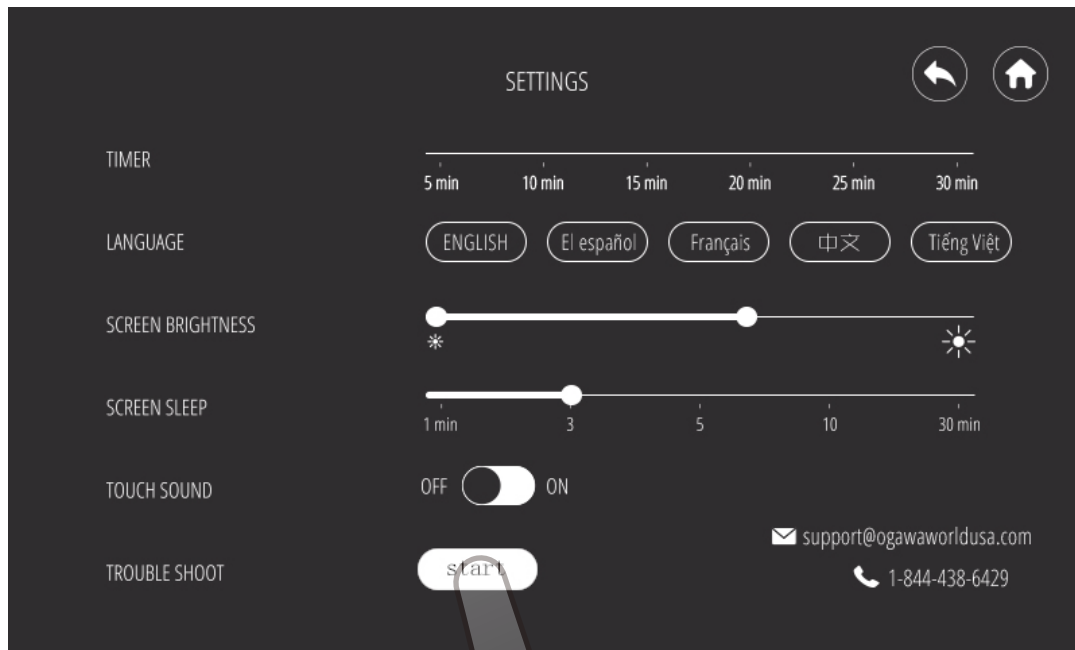 SETTINGS
TIMER
5 min 10 min 15 min 20 min 25 min 30 min
LANGUAGE ENGLISH El español Français 中文 Tiếng Việt
SCREEN BRIGHTNESS
SCREEN SLEEP
1 min 3 5 10 30 min
TOUCH SOUND OFF ON
support@ogawaworldusa.com
TROUBLE SHOOT start 1-844-438-6429